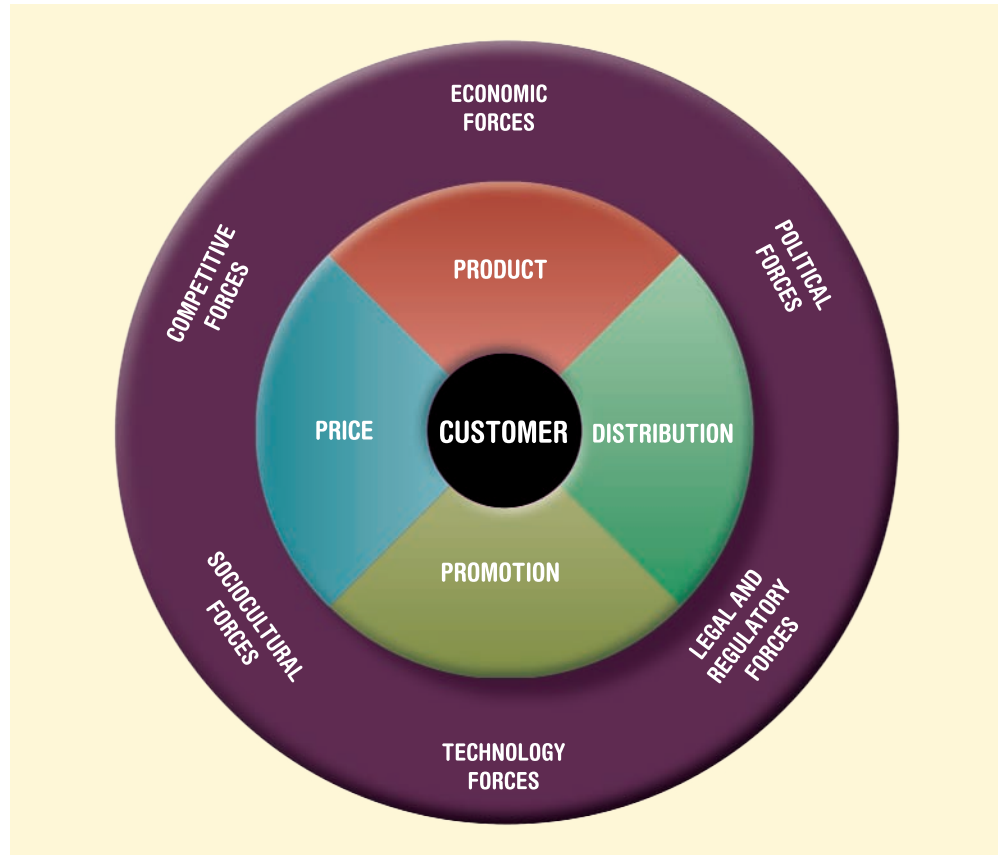 ECONOMIC
FORCES
POLITICAL
FORCES
COMPETITIVE
FORCES
PRODUCT
PRICE
CUSTOMER
DISTRIBUTION
PROMOTION
SOCIOCULTURAL
FORCES
LEGAL AND
REGULATORY
FORCES
TECHNOLOGY
FORCES